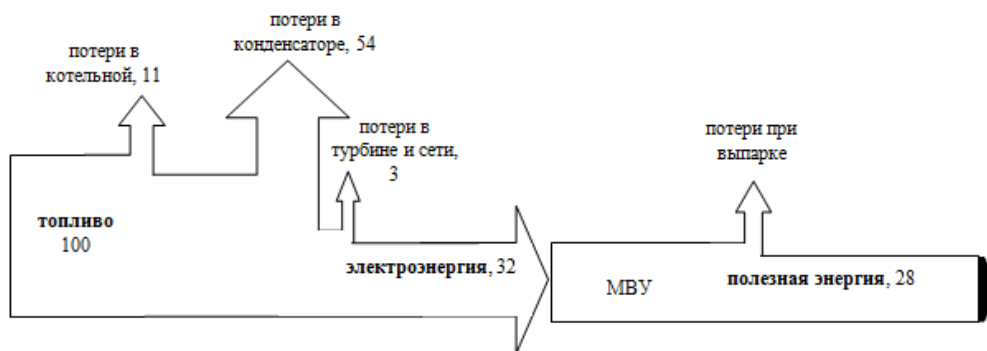 потери в
котельной, 11
потери в
конденсаторе, 54
потери в
турбине и сети,
3
потери при
выпарке
топливо
100
электроэнергия, 32
МВУ
полезная энергия, 28